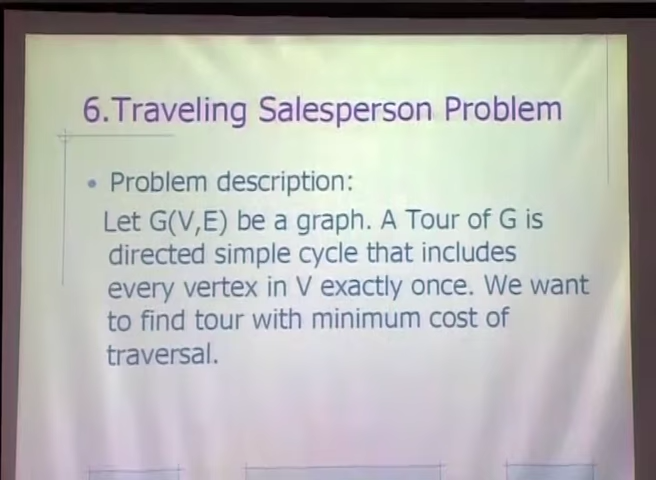 6.Traveling Salesperson Problem
• Problem description:
Let G(V,E) be a graph. A Tour of G is
directed simple cycle that includes
every vertex in V exactly once. We want
to find tour with minimum cost of
traversal.